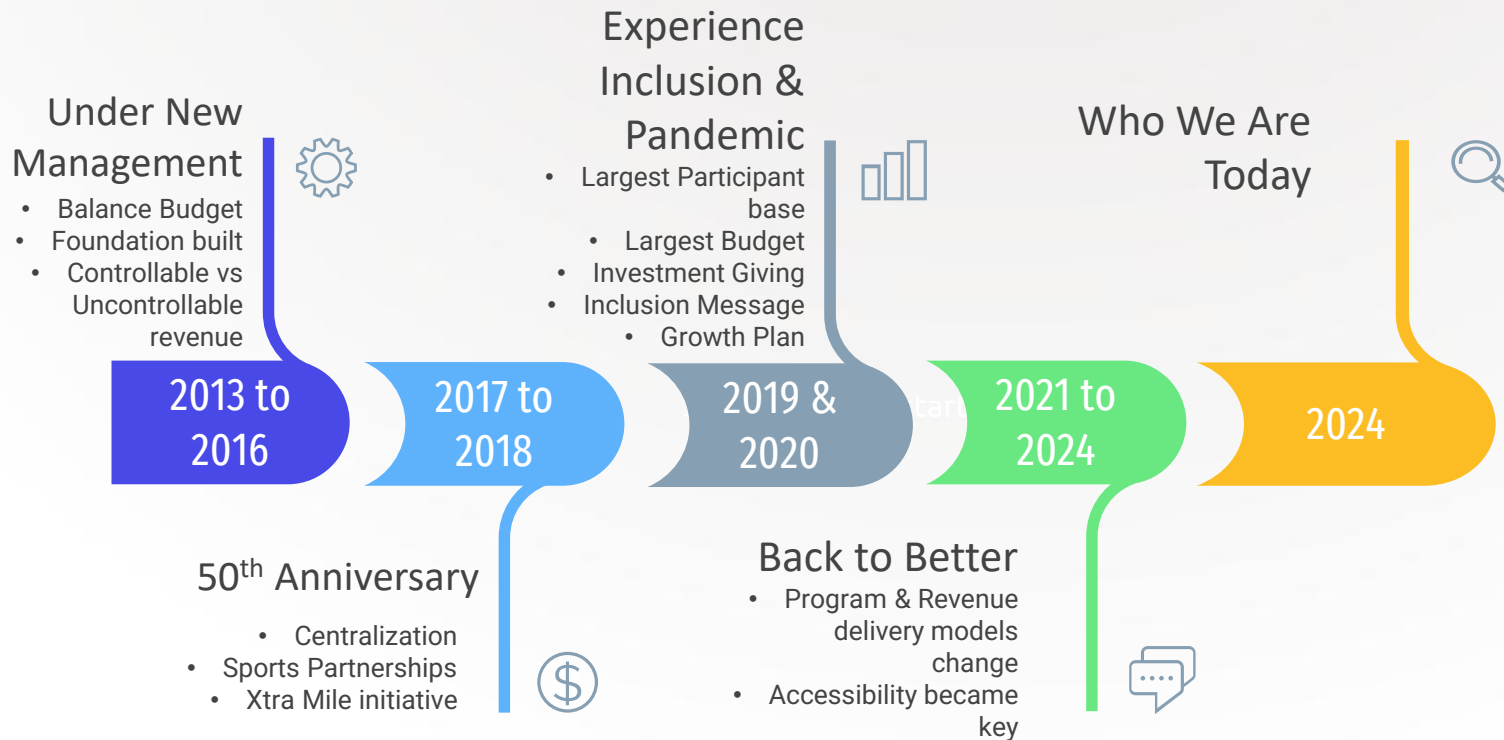 Under New
Management
• Balance Budget
• Foundation built
• Controllable vs
Uncontrollable
revenue
2013 to
2016
50th Anniversary
• Centralization
• Sports Partnerships
• Xtra Mile initiative
2017 to
2018
Experience
Inclusion &
Pandemic
• Largest Participant
base
• Largest Budget
• Investment Giving
• Inclusion Message
• Growth Plan
2019 &
2020
Back to Better
• Program & Revenue
delivery models
change
• Accessibility became
key
2021 to
2024
Who We Are
Today
2024